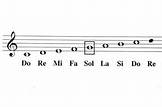 Do Re Mi Fa Sol La Si Do Re